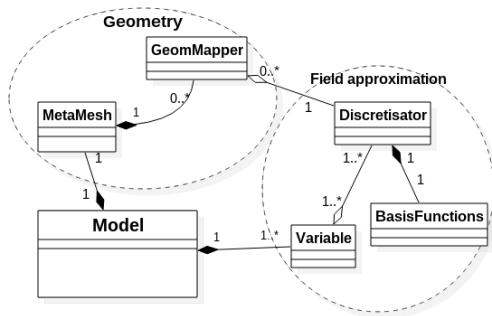 Geometry
GeomMapper
0..*
0..*
Field approximation
1
MetaMesh
1
Discretisator
1
1..*
1
1
1
Model
BasisFunctions
1
1..*
1..*
Variable